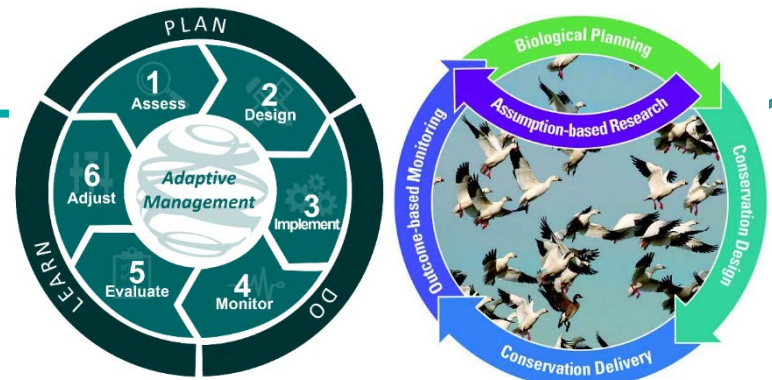 PLAN
1
Assess
2
Design
3
Implement
4
Monitor
5
Evaluate
6
Adjust
Adaptive
Management
DO
LEARN
Biological Planning
Assumption-based Research
Conservation Design
Conservation Delivery
Outcome-based Monitoring